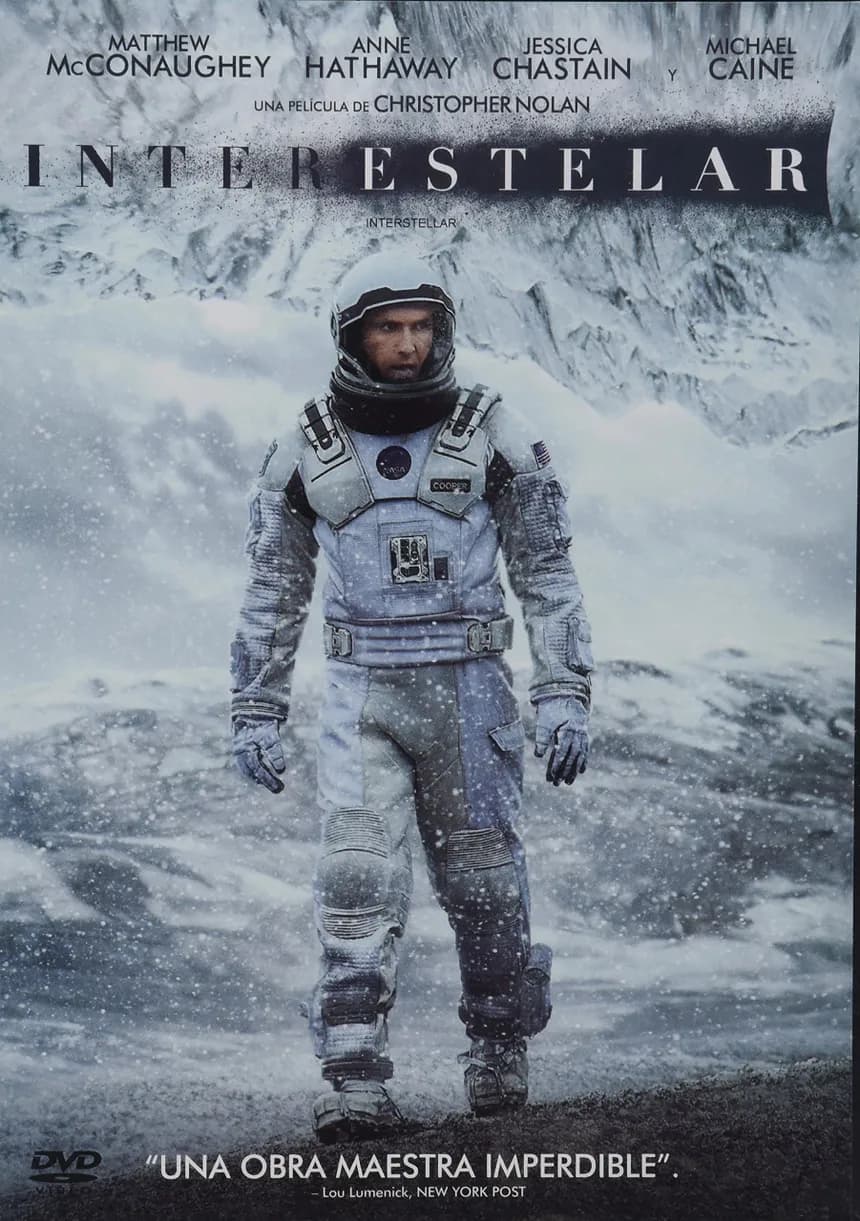 MATTHEW McCONAUGHEY
ANNE HATHAWAY
JESSICA CHASTAIN
Y
MICHAEL CAINE
UNA PELÍCULA DE CHRISTOPHER NOLAN
INTERESTELAR
INTERSTELLAR
NASA
COOPER
DVD
VIDEO
“UNA OBRA MAESTRA IMPERDIBLE”.
– Lou Lumenick, NEW YORK POST